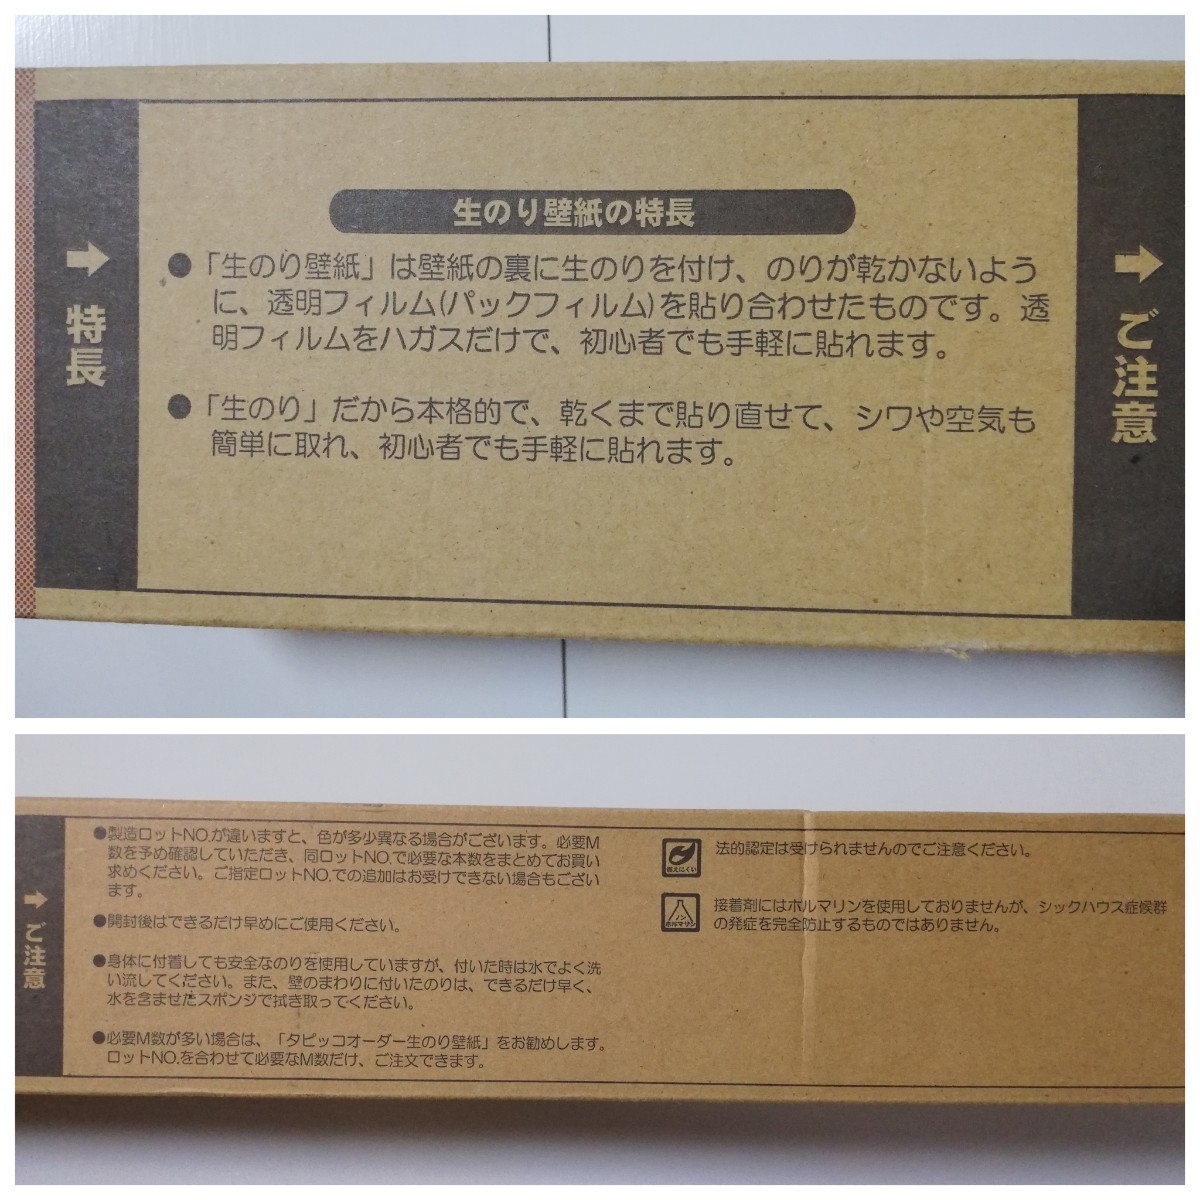 特長
生のり壁紙の特長
●「生のり壁紙」は壁紙の裏に生のりを付け、のりが乾かないよう
に、透明フィルム(パックフィルム)を貼り合わせたものです。透
明フィルムをハガスだけで、初心者でも手軽に貼れます。
●「生のり」だから本格的で、乾くまで貼り直せて、シワや空気も
簡単に取れ、初心者でも手軽に貼れます。
ご注意
ご注意
●製造ロットNO.が違いますと、色が多少異なる場合がございます。必要M
数を予め確認していただき、同ロットNO.で必要な本数をまとめてお買い
求めください。ご指定ロットNO.での追加はお受けできない場合もござい
ます。
●開封後はできるだけ早めにご使用ください。
●身体に付着しても安全なのりを使用していますが、付いた時は水でよく洗
い流してください。また、壁のまわりに付いたのりは、できるだけ早く、
水を含ませたスポンジで拭き取ってください。
●必要M数が多い場合は、「タピッコオーダー生のり壁紙」をお勧めします。
ロットNO.を合わせて必要なM数だけ、ご注文できます。
燃えにくい
法的認定は受けられませんのでご注意ください。
ノン
ホルマリン
接着剤にはホルマリンを使用しておりませんが、シックハウス症候群
の発症を完全防止するものではありません。